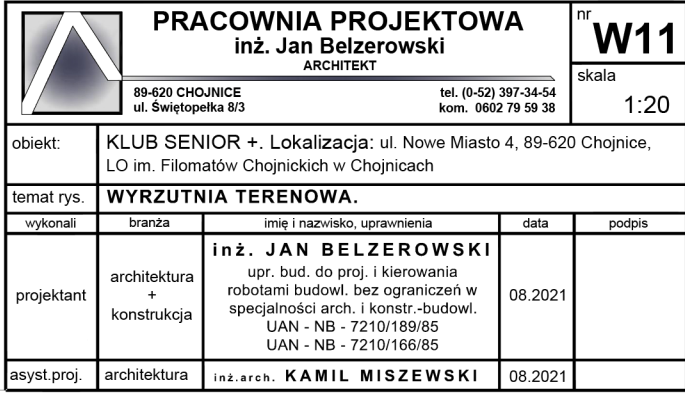 PRACOWNIA PROJEKTOWA
inż. Jan Belzerowski
ARCHITEKT
89-620 CHOJNICE
ul. Świętopełka 8/3
tel. (0-52) 397-34-54
kom. 0602 79 59 38
nr
W11
skala
1:20
obiekt:
KLUB SENIOR +. Lokalizacja: ul. Nowe Miasto 4, 89-620 Chojnice,
LO im. Filomatów Chojnickich w Chojnicach
temat rys.
WYRZUTNIA TERENOWA.
wykonali
branża
imię i nazwisko, uprawnienia
data
podpis
projektant
architektura
+
konstrukcja
inż. JAN BELZEROWSKI
upr. bud. do proj. i kierowania
robotami budowl. bez ograniczeń w
specjalności arch. i konstr.-budowl.
UAN - NB - 7210/189/85
UAN - NB - 7210/166/85
08.2021
asyst.proj.
architektura
inż.arch. KAMIL MISZEWSKI
08.2021